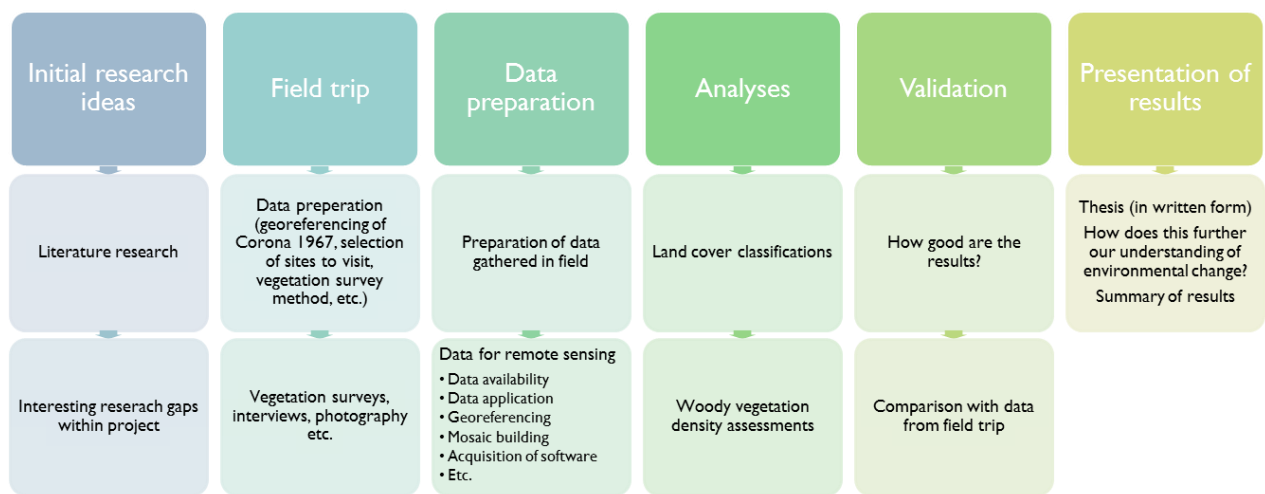 Initial research
ideas
Literature research
Interesting reserach gaps
within project
Field trip
Data preperation
(georeferencing of
Corona 1967, selection
of sites to visit,
vegetation survey
method, etc.)
Vegetation surveys,
interviews, photography
etc.
Data
preparation
Preparation of data
gathered in field
Data for remote sensing
• Data availability
• Data application
• Georeferencing
• Mosaic building
• Acquisition of software
• Etc.
Analyses
Land cover classifications
Woody vegetation
density assessments
Validation
How good are the
results?
Comparison with data
from field trip
Presentation of
results
Thesis (in written form)
How does this further
our understanding of
environmental change?
Summary of results